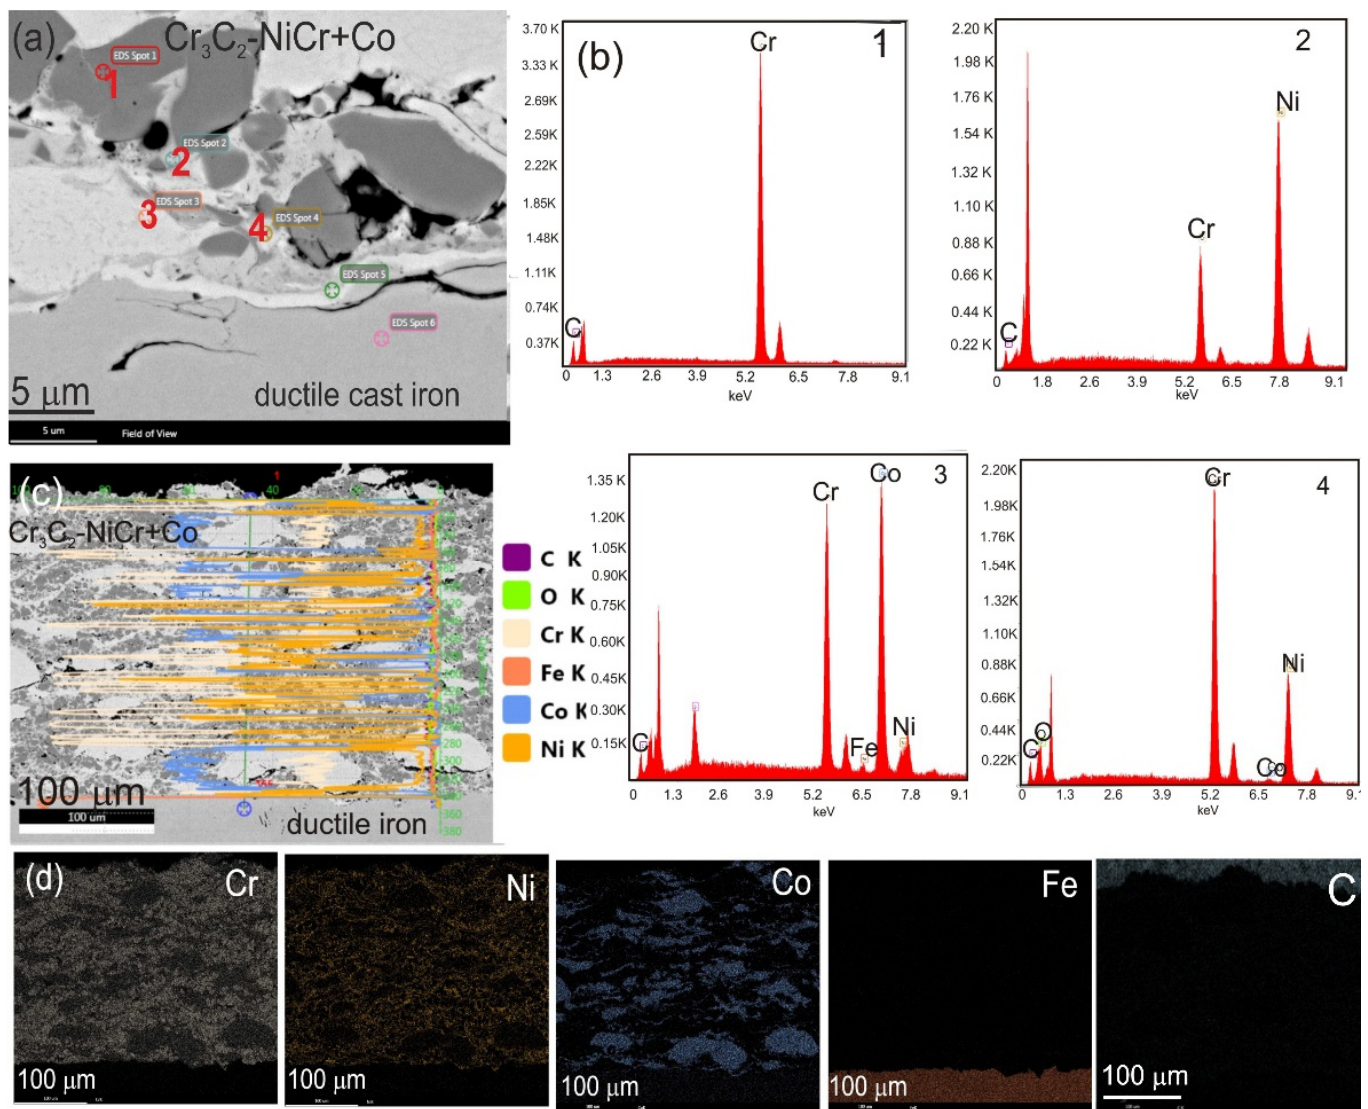 (a) Cr3C2-NiCr+Co
EDS Spot 1
1
EDS Spot 2
2
EDS Spot 3
3
EDS Spot 4
4
EDS Spot 5
EDS Spot 6
5 μm
ductile cast iron
5 um
Field of View
(b)
1
3.70 K
3.33 K
2.69K
2.59K
2.22K
1.85K
1.48K
1.11K
0.74K
0.37K
Cr
C
0 1.3 2.6 3.9 5.2 6.5 7.8 9.1
keV
2
2.20 K
1.98 K
1.76 K
1.54 K
1.32 K
1.10 K
0.88 K
0.66 K
0.44 K
0.22 K
Ni
Cr
C
0 1.8 2.6 3.9 5.2 6.5 7.8 9.1
keV
(c)
Cr3C2-NiCr+Co
1
40
280
300
360
380
100 μm
100 um
ductile iron
C K
O K
Cr K
Fe K
Co K
Ni K
3
1.35 K
1.20K
1.05K
0.90K
0.75K
0.60K
0.45K
0.30K
0.15K
Cr
Co
C
Fe
Ni
0 1.3 2.6 3.9 5.2 6.5 7.8 9.1
keV
4
2.20K
1.98K
1.76K
1.54K
1.32K
1.10K
0.88K
0.66K
0.44K
0.22K
Cr
Ni
O
C
Co
0 1.3 2.6 3.9 5.2 6.5 7.8 9.1
keV
(d)
Cr
100 μm
Ni
100 μm
Co
100 μm
Fe
100 μm
C
100 μm